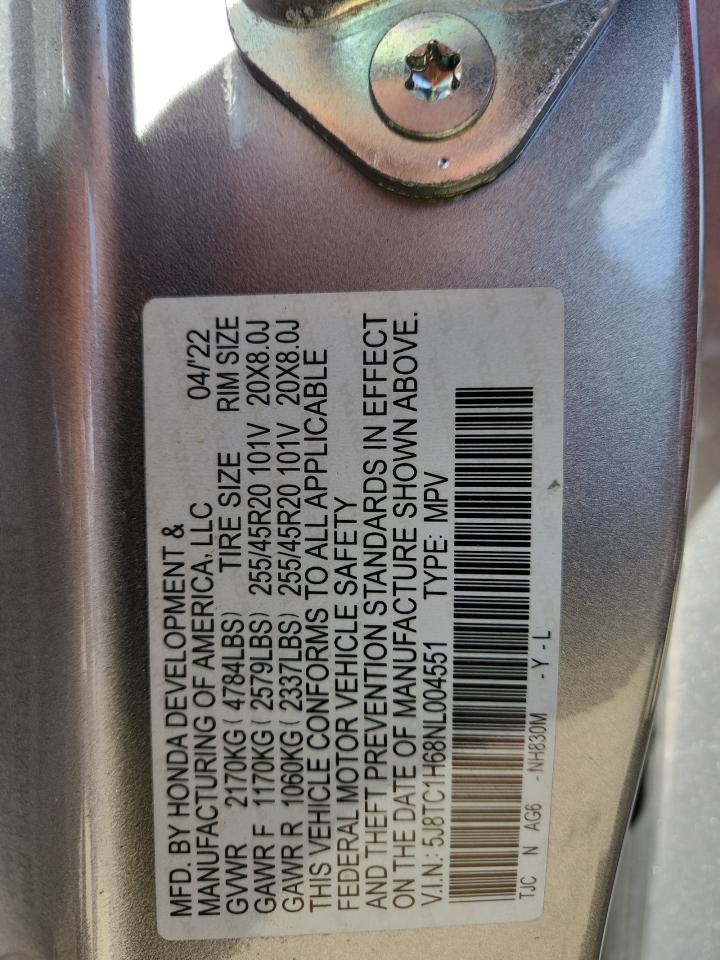 MFD. BY HONDA DEVELOPMENT &
MANUFACTURING OF AMERICA, LLC 04/'22
GVWR 2170KG ( 4784LBS) TIRE SIZE RIM SIZE
GAWR F 1170KG ( 2579LBS) 255/45R20 101V 20X8.0J
GAWR R 1060KG ( 2337LBS) 255/45R20 101V 20X8.0J
THIS VEHICLE CONFORMS TO ALL APPLICABLE
FEDERAL MOTOR VEHICLE SAFETY
AND THEFT PREVENTION STANDARDS IN EFFECT
ON THE DATE OF MANUFACTURE SHOWN ABOVE.
V.I.N.: 5J8TC1H68NL004551 TYPE: MPV
TJC N AG6 - NH830M - Y - L